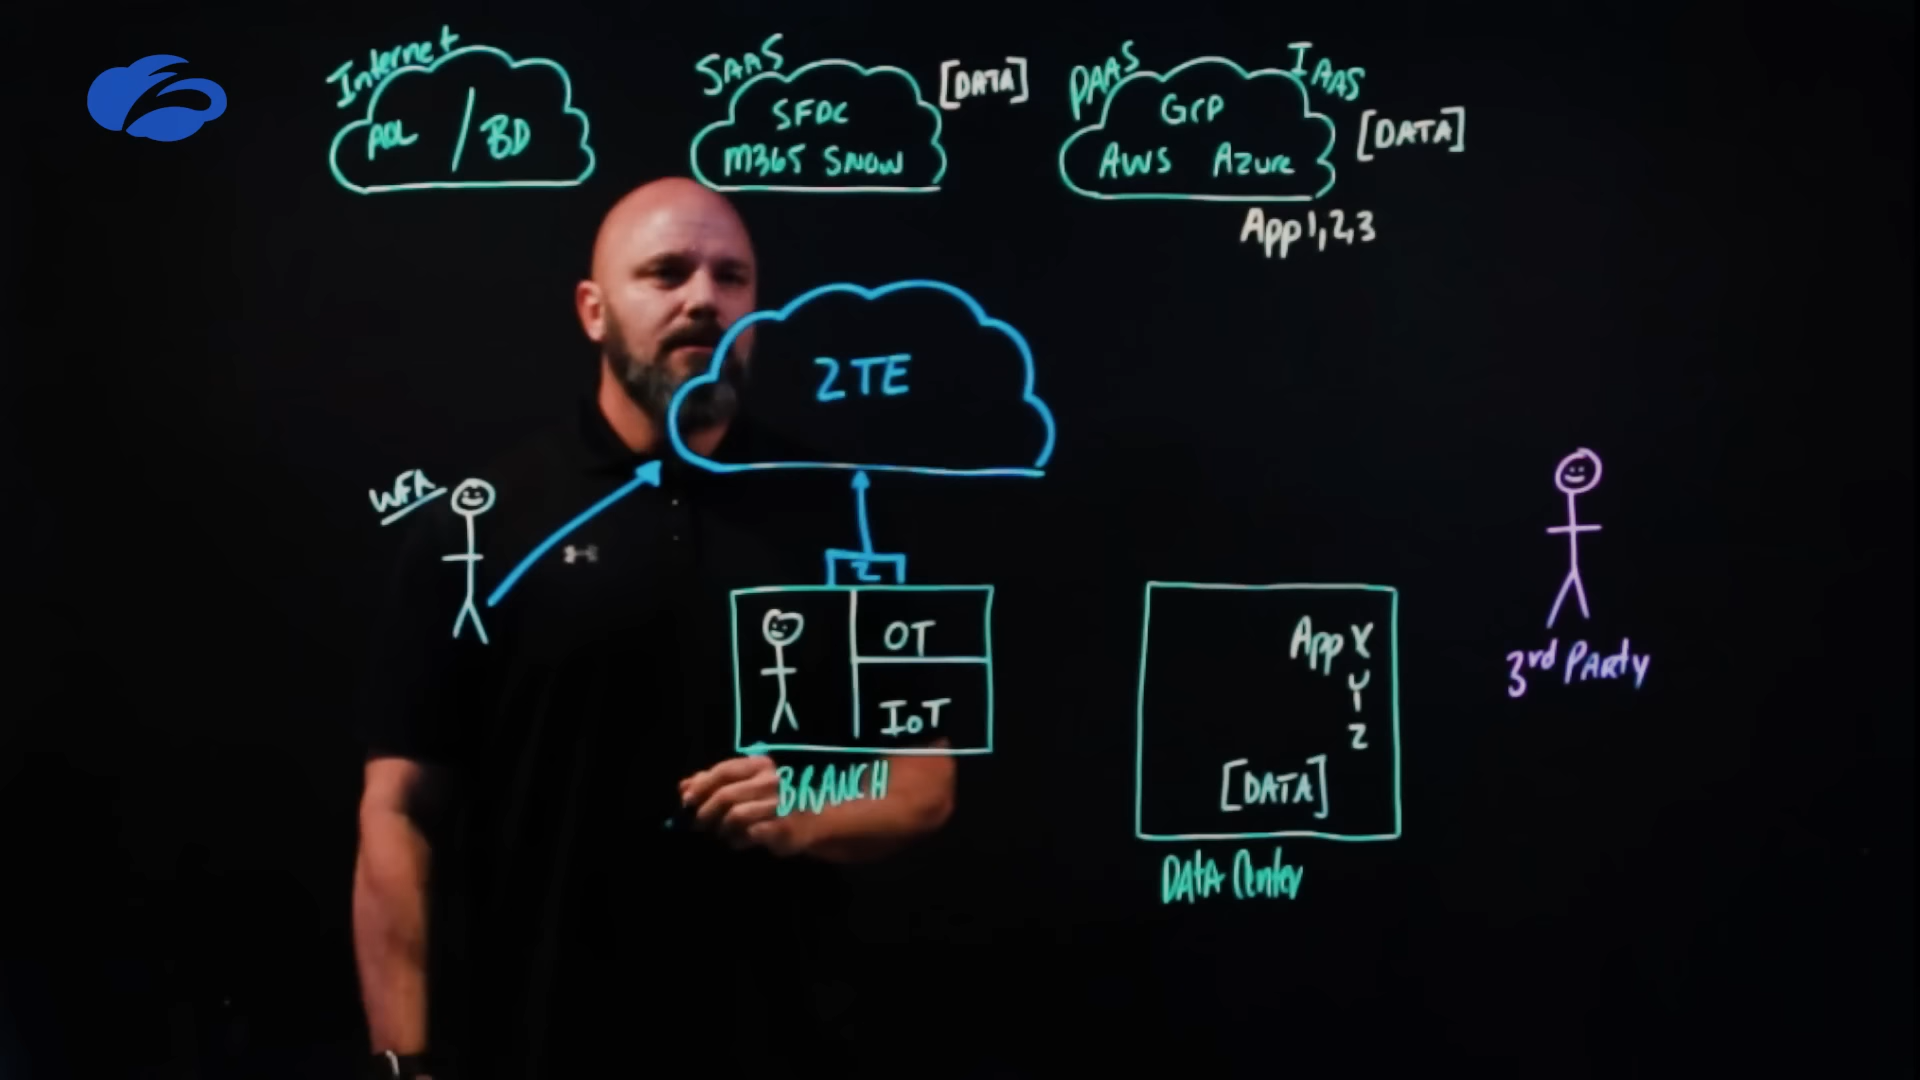 Internet
AOL / BD
SAAS
SFDC
M365 SNOW
[DATA]
PAAS
IAAS
GCP
AWS Azure
[DATA]
App 1,2,3
ZTE
WFA
Z
OT
IoT
BRANCH
App X
Y
Z
[DATA]
DATA Center
3rd PARTY